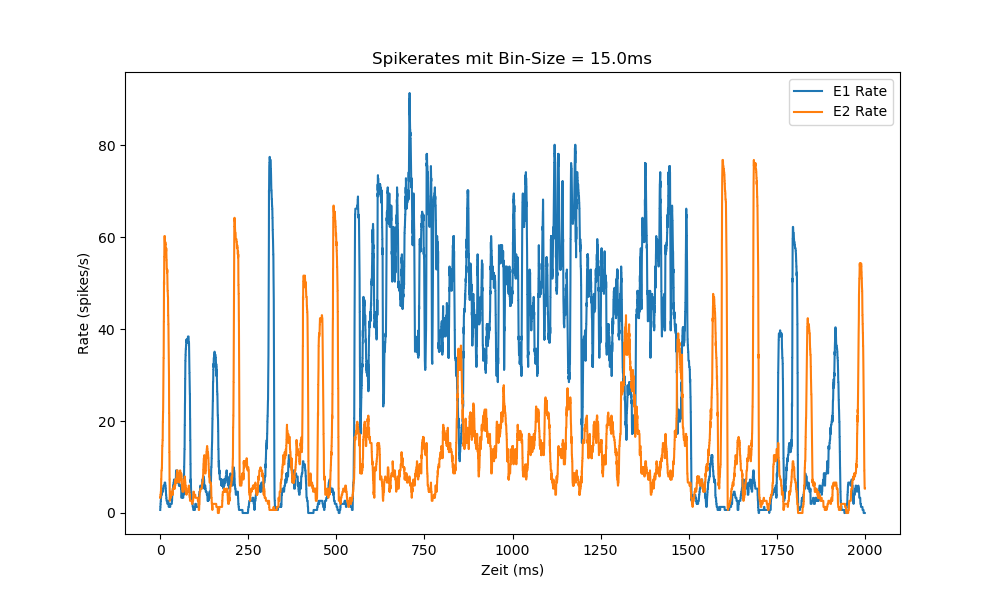 Spikerates mit Bin-Size = 15.0ms
E1 Rate
E2 Rate
Rate (spikes/s)
80
60
40
20
0
0 250 500 750 1000 1250 1500 1750 2000
Zeit (ms)